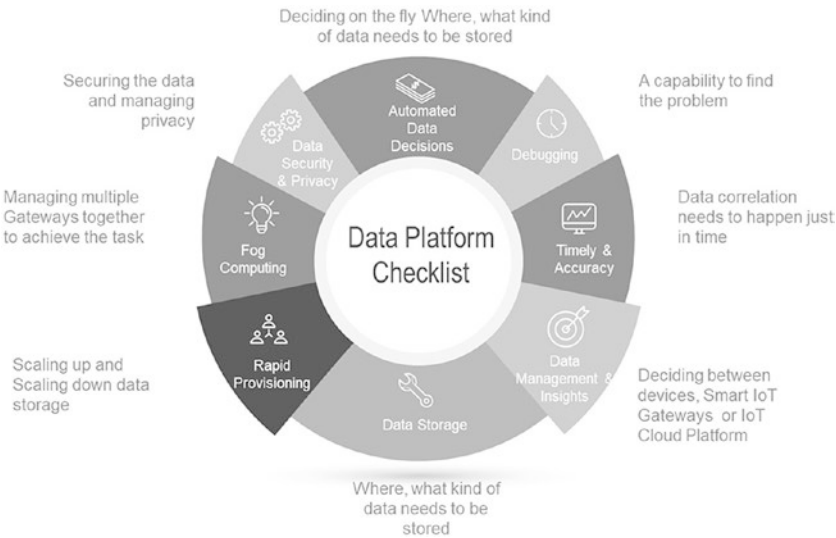 Deciding on the fly Where, what kind
of data needs to be stored
Securing the data
and managing
privacy
A capability to find
the problem
Automated
Data
Decisions
Data
Security
& Privacy
Debugging
Managing multiple
Gateways together
to achieve the task
Data correlation
needs to happen just
in time
Fog
Computing
Data Platform
Checklist
Timely &
Accuracy
Scaling up and
Scaling down data
storage
Rapid
Provisioning
Data
Management &
Insights
Deciding between
devices, Smart IoT
Gateways or IoT
Cloud Platform
Data Storage
Where, what kind of
data needs to be
stored